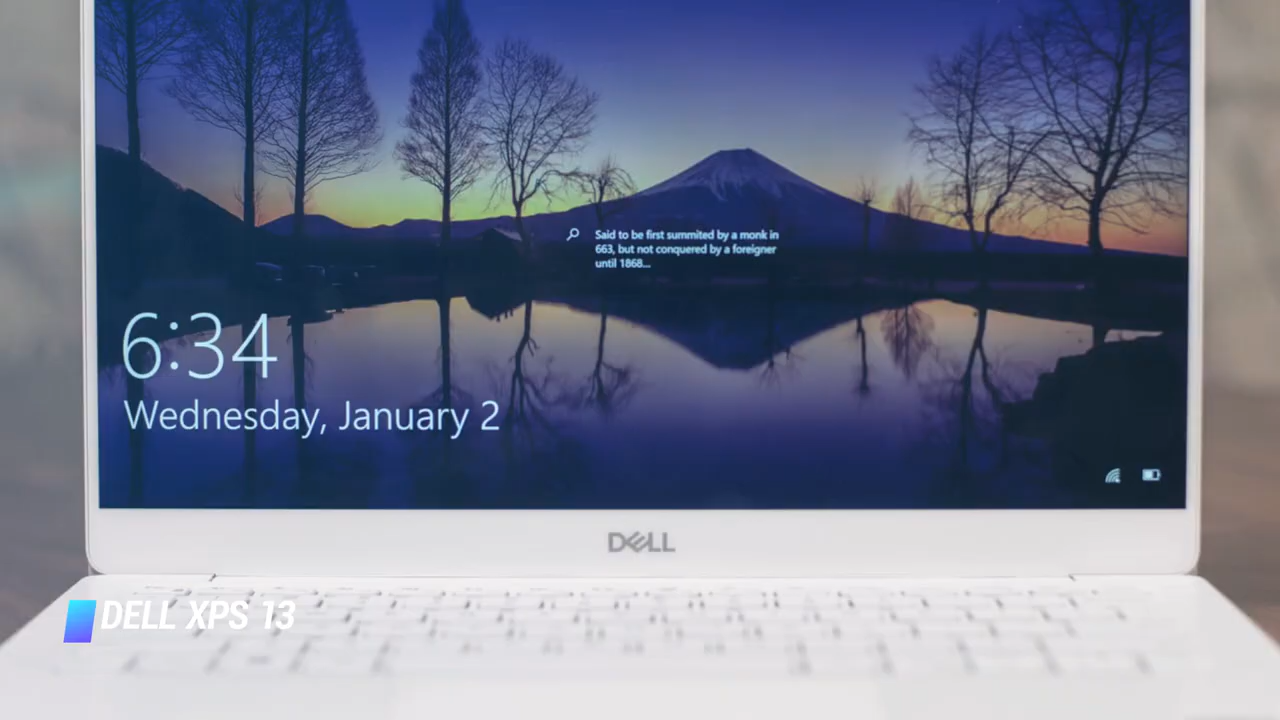 Said to be first summited by a monk in
663, but not conquered by a foreigner
until 1868...
6:34
Wednesday, January 2
DELL
DELL XPS 13